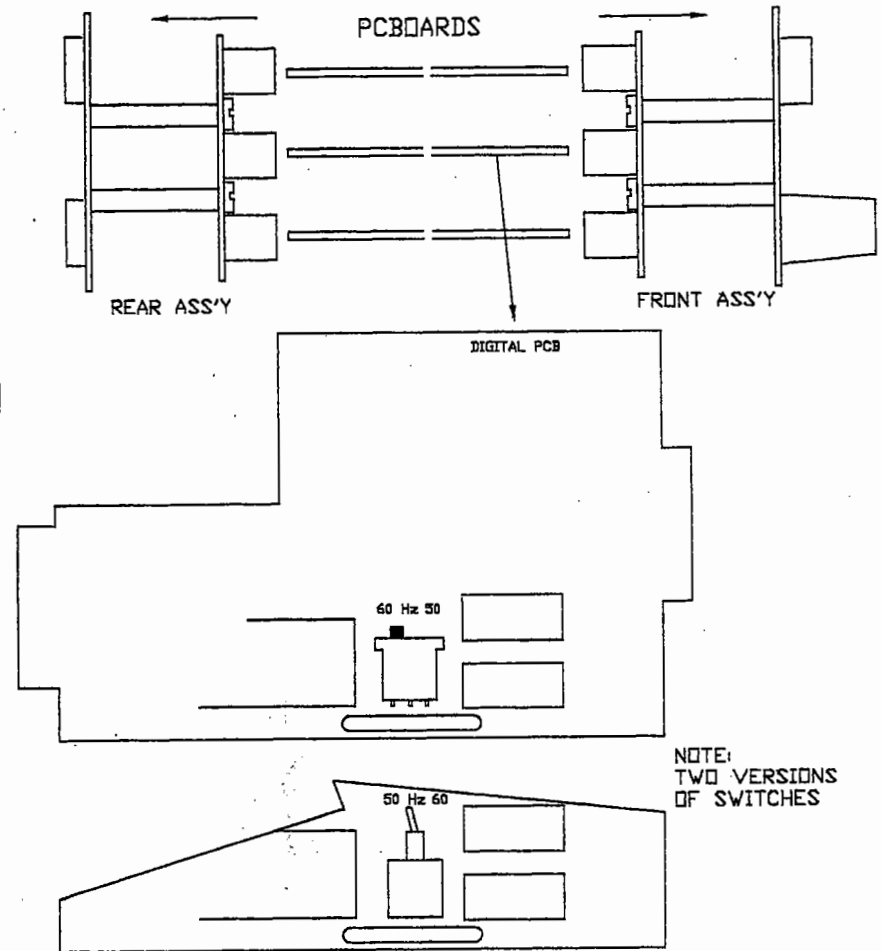 PCBOARDS
REAR ASS'Y
FRONT ASS'Y
DIGITAL PCB
60 Hz 50
NOTE:
TWO VERSIONS
OF SWITCHES
50 Hz 60